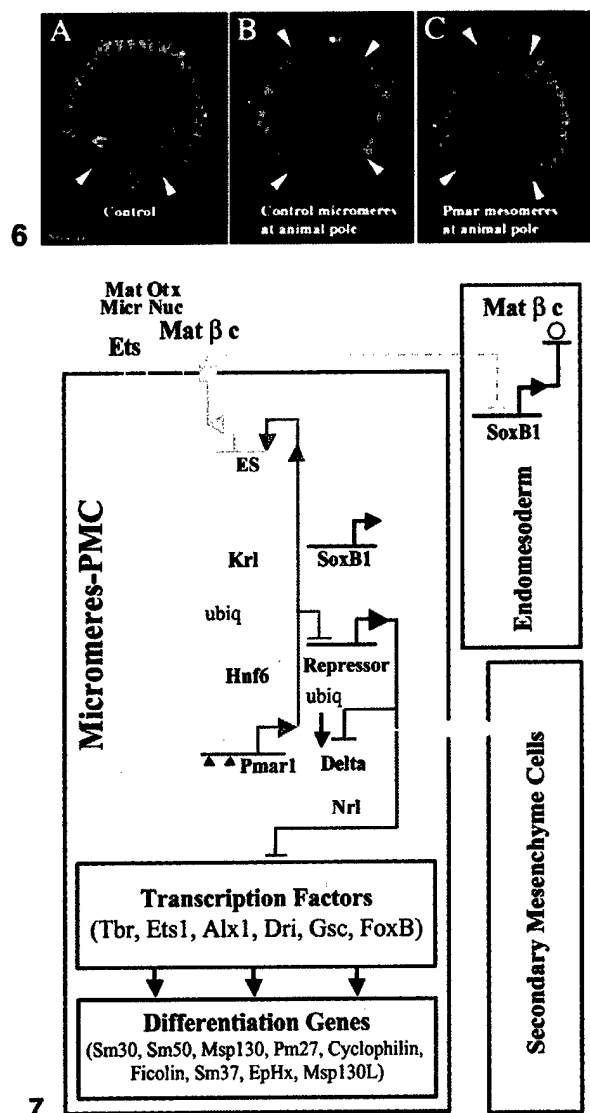 A
B
C
Control
Control micromeres
at animal pole
Pmar mesomeres
at animal pole
6
Mat Otx
Micr Nuc
Mat β c
Ets
Mat β c
SoxB1
Endomesoderm
ES
Micromeres-PMC
SoxB1
Krl
ubiq
Repressor
Hnf6
ubiq
Pmar1
Delta
Nrl
Secondary Mesenchyme Cells
Transcription Factors
(Tbr, Ets1, Alx1, Dri, Gsc, FoxB)
Differentiation Genes
(Sm30, Sm50, Msp130, Pm27, Cyclophilin,
Ficolin, Sm37, EpHx, Msp130L)
7